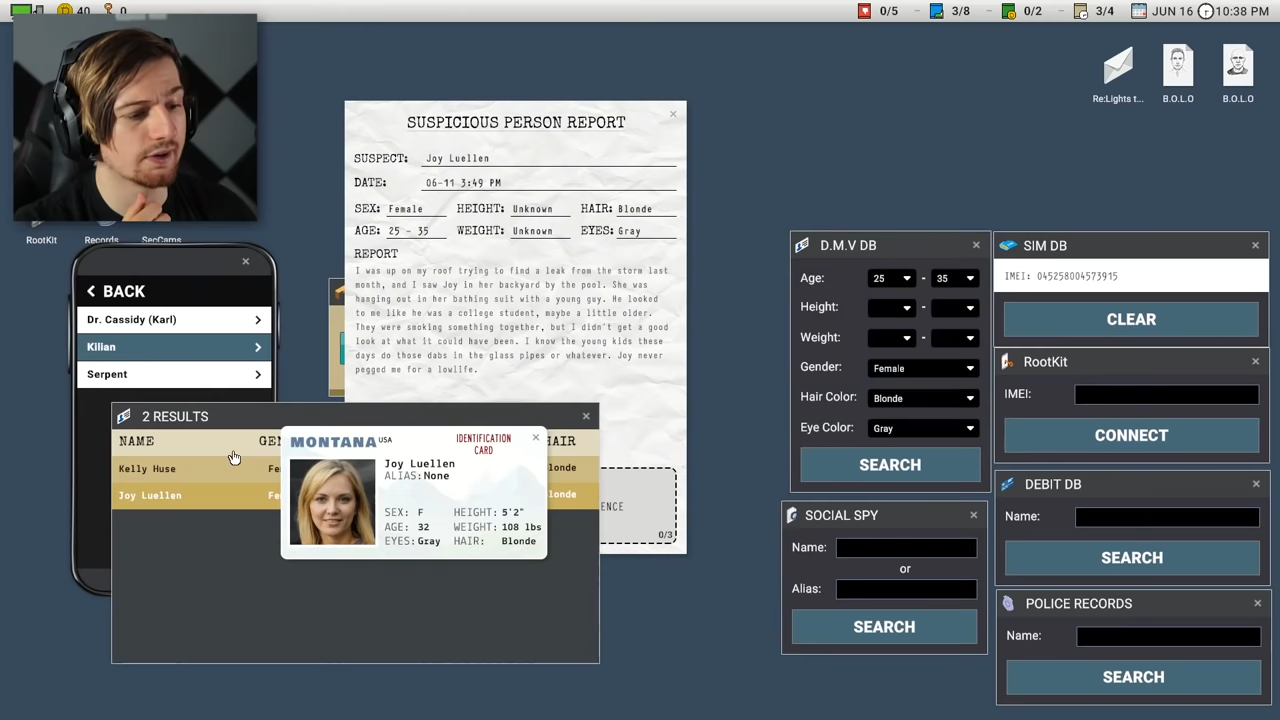 40
0
0/5
3/8
0/2
3/4
JUN 16
10:38 PM
Re:Lights t...
B.O.L.O
B.O.L.O
RootKit
Records
SecCams
BACK
Dr. Cassidy (Karl)
Kilian
Serpent
SUSPICIOUS PERSON REPORT
SUSPECT: Joy Luellen
DATE: 06-11 3:49 PM
SEX: Female HEIGHT: Unknown HAIR: Blonde
AGE: 25 - 35 WEIGHT: Unknown EYES: Gray
REPORT
I was up on my roof trying to find a leak from the storm last
month, and I saw Joy in her backyard by the pool. She was
hanging out in her bathing suit with a young guy. He looked
to me like he was a college student, maybe a little older.
They were smoking something together, but I didn't get a good
look at what it could have been. I know the young kids these
days do those dabs in the glass pipes or whatever. Joy never
pegged me for a lowlife.
0/3
2 RESULTS
NAME
Kelly Huse
Joy Luellen
MONTANA USA
IDENTIFICATION
CARD
Joy Luellen
ALIAS: None
SEX: F HEIGHT: 5'2"
AGE: 32 WEIGHT: 108 lbs
EYES: Gray HAIR: Blonde
D.M.V DB
Age: 25 - 35
Height: -
Weight: -
Gender: Female
Hair Color: Blonde
Eye Color: Gray
SEARCH
SIM DB
IMEI: 045258004573915
CLEAR
RootKit
IMEI:
CONNECT
SOCIAL SPY
Name:
or
Alias:
SEARCH
DEBIT DB
Name:
SEARCH
POLICE RECORDS
Name:
SEARCH